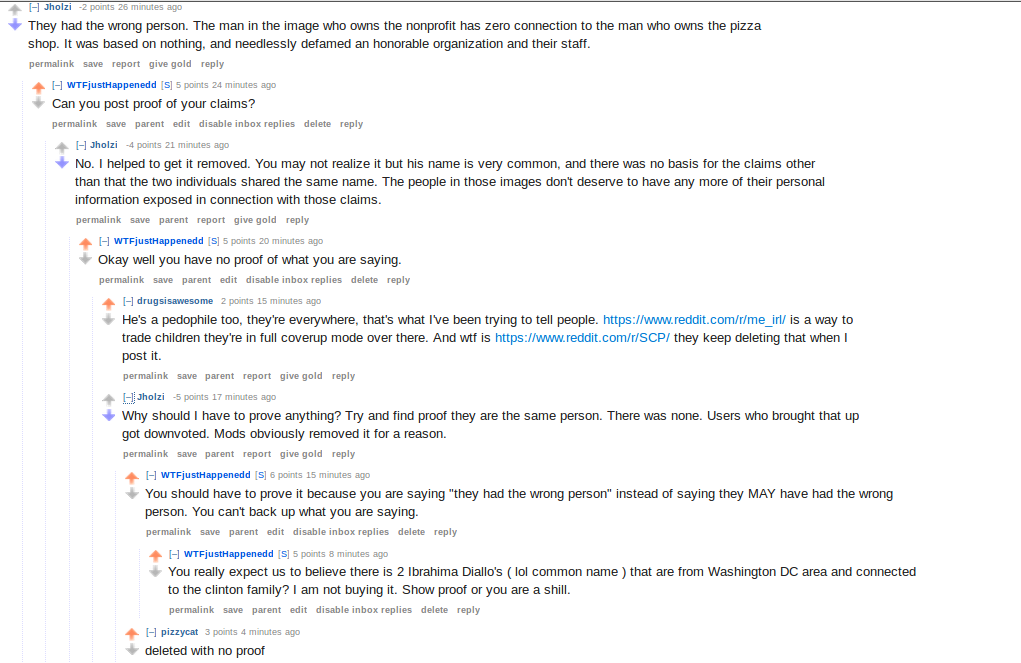 [–] Jholzi -2 points 26 minutes ago
They had the wrong person. The man in the image who owns the nonprofit has zero connection to the man who owns the pizza
shop. It was based on nothing, and needlessly defamed an honorable organization and their staff.
permalink save report give gold reply
[–] WTFjustHappenedd [S] 5 points 24 minutes ago
Can you post proof of your claims?
permalink save parent edit disable inbox replies delete reply
[–] Jholzi -4 points 21 minutes ago
No. I helped to get it removed. You may not realize it but his name is very common, and there was no basis for the claims other
than that the two individuals shared the same name. The people in those images don't deserve to have any more of their personal
information exposed in connection with those claims.
permalink save parent report give gold reply
[–] WTFjustHappenedd [S] 5 points 20 minutes ago
Okay well you have no proof of what you are saying.
permalink save parent edit disable inbox replies delete reply
[–] drugsisawesome 2 points 15 minutes ago
He's a pedophile too, they're everywhere, that's what I've been trying to tell people. https://www.reddit.com/r/me_irl/ is a way to
trade children they're in full coverup mode over there. And wtf is https://www.reddit.com/r/SCP/ they keep deleting that when I
post it.
permalink save parent report give gold reply
[–] Jholzi -5 points 17 minutes ago
Why should I have to prove anything? Try and find proof they are the same person. There was none. Users who brought that up
got downvoted. Mods obviously removed it for a reason.
permalink save parent report give gold reply
[–] WTFjustHappenedd [S] 6 points 15 minutes ago
You should have to prove it because you are saying "they had the wrong person" instead of saying they MAY have had the wrong
person. You can't back up what you are saying.
permalink save parent edit disable inbox replies delete reply
[–] WTFjustHappenedd [S] 5 points 8 minutes ago
You really expect us to believe there is 2 Ibrahima Diallo's ( lol common name ) that are from Washington DC area and connected
to the clinton family? I am not buying it. Show proof or you are a shill.
permalink save parent edit disable inbox replies delete reply
[–] pizzycat 3 points 4 minutes ago
deleted with no proof